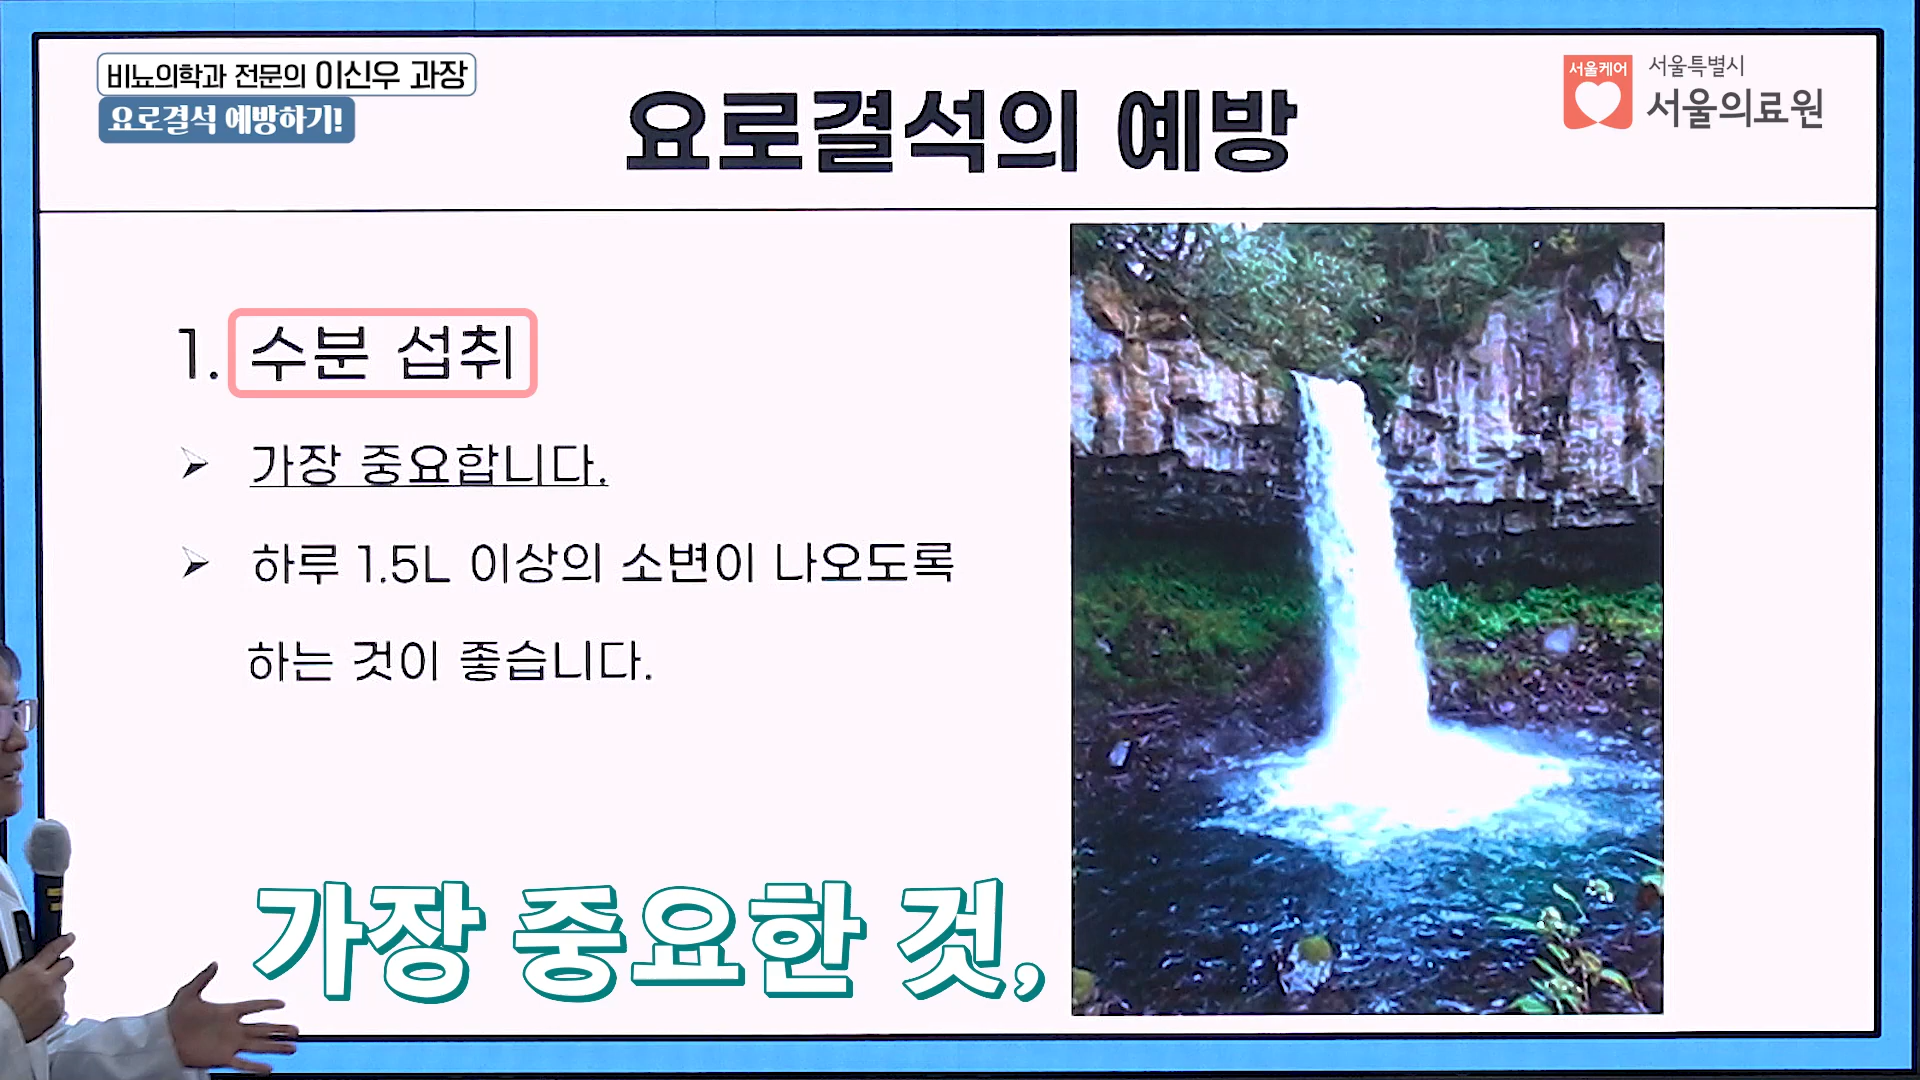 비뇨의학과 전문의 이신우 과장
요로결석 예방하기!
요로결석의 예방
서울케어
서울특별시
서울의료원
1. 수분 섭취
가장 중요합니다.
하루 1.5L 이상의 소변이 나오도록
하는 것이 좋습니다.
가장 중요한 것,